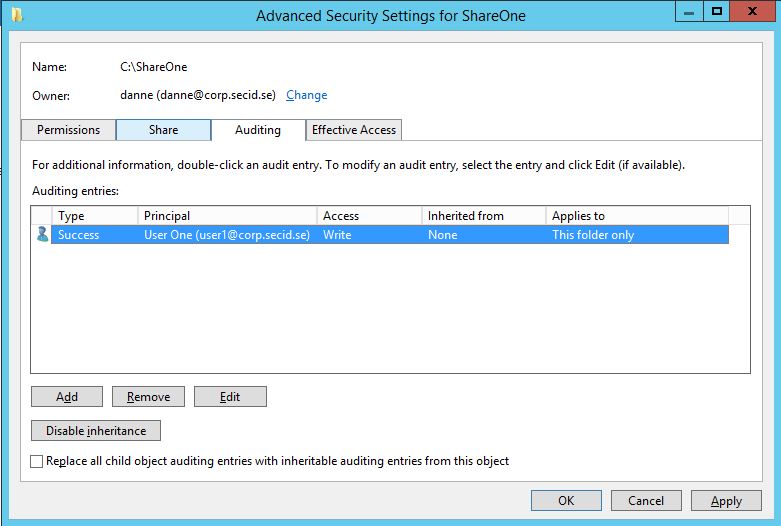 Advanced Security Settings for ShareOne
Name: C:\ShareOne
Owner: danne (danne@corp.secid.se) Change
Permissions Share Auditing Effective Access
For additional information, double-click an audit entry. To modify an audit entry, select the entry and click Edit (if available).
Auditing entries:
Type Principal Access Inherited from Applies to
Success User One (user1@corp.secid.se) Write None This folder only
Add Remove Edit
Disable inheritance
Replace all child object auditing entries with inheritable auditing entries from this object
OK Cancel Apply